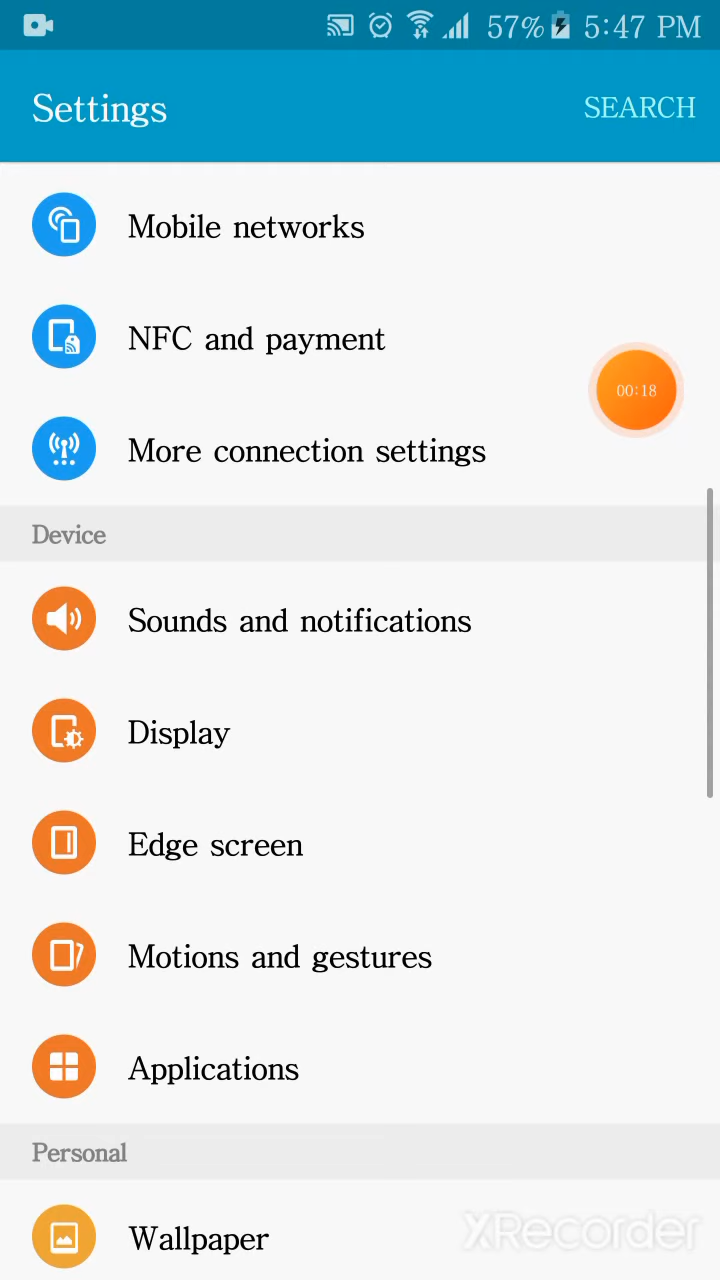 57% 5:47 PM
Settings SEARCH
Mobile networks
NFC and payment
00:18
More connection settings
Device
Sounds and notifications
Display
Edge screen
Motions and gestures
Applications
Personal
Wallpaper
XRecorder